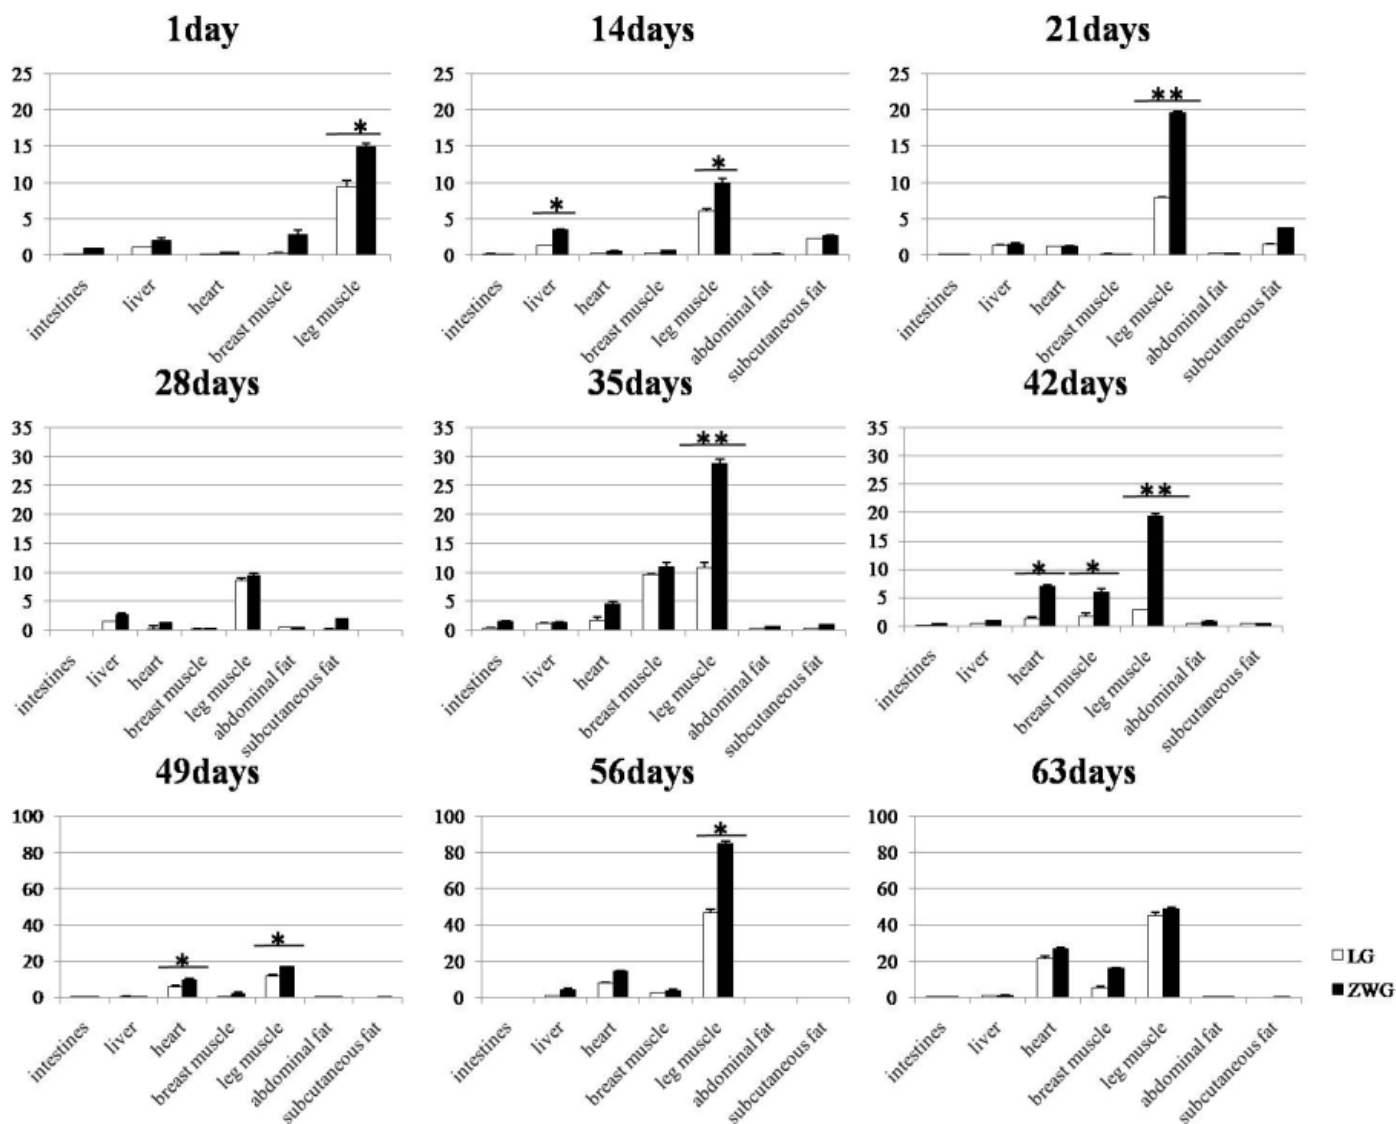 1day
14days
21days
25
20
15
10
5
0
*
intestines
liver
heart
breast muscle
leg muscle
25
20
15
10
5
0
*
*
intestines
liver
heart
breast muscle
leg muscle
abdominal fat
subcutaneous fat
25
20
15
10
5
0
**
intestines
liver
heart
breast muscle
leg muscle
abdominal fat
subcutaneous fat
28days
35days
42days
35
30
25
20
15
10
5
0
intestines
liver
heart
breast muscle
leg muscle
abdominal fat
subcutaneous fat
35
30
25
20
15
10
5
0
**
intestines
liver
heart
breast muscle
leg muscle
abdominal fat
subcutaneous fat
35
30
25
20
15
10
5
0
*
*
**
intestines
liver
heart
breast muscle
leg muscle
abdominal fat
subcutaneous fat
49days
56days
63days
100
80
60
40
20
0
*
*
intestines
liver
heart
breast muscle
leg muscle
abdominal fat
subcutaneous fat
100
80
60
40
20
0
*
intestines
liver
heart
breast muscle
leg muscle
abdominal fat
subcutaneous fat
100
80
60
40
20
0
intestines
liver
heart
breast muscle
leg muscle
abdominal fat
subcutaneous fat
LG
ZWG